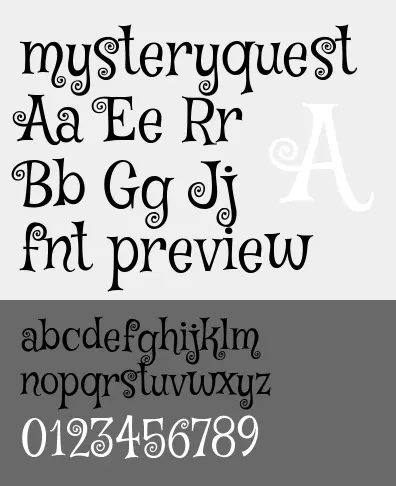 mysteryquest
Aa Ee Rr
A
Bb Gg Jj
fnt preview
abcdefghijklm
nopqrstuvwxyz
0123456789